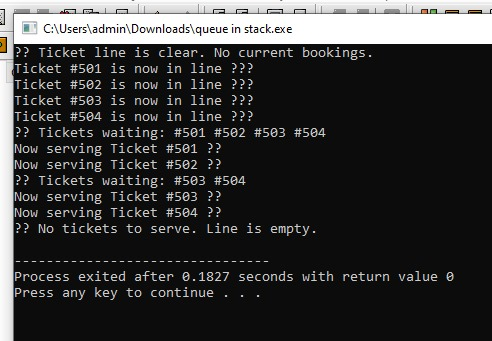 C:\Users\admin\Downloads\queue in stack.exe
?? Ticket line is clear. No current bookings.
Ticket #501 is now in line ???
Ticket #502 is now in line ???
Ticket #503 is now in line ???
Ticket #504 is now in line ???
?? Tickets waiting: #501 #502 #503 #504
Now serving Ticket #501 ??
Now serving Ticket #502 ??
?? Tickets waiting: #503 #504
Now serving Ticket #503 ??
Now serving Ticket #504 ??
?? No tickets to serve. Line is empty.
--------------------------------
Process exited after 0.1827 seconds with return value 0
Press any key to continue . . .